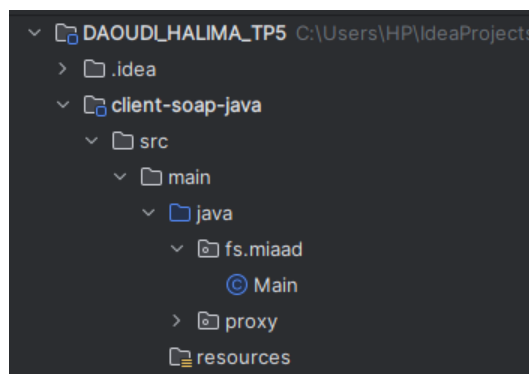 DAOUDI_HALIMA_TP5 C:\Users\HP\IdeaProjects
.idea
client-soap-java
src
main
java
fs.miaad
Main
proxy
resources